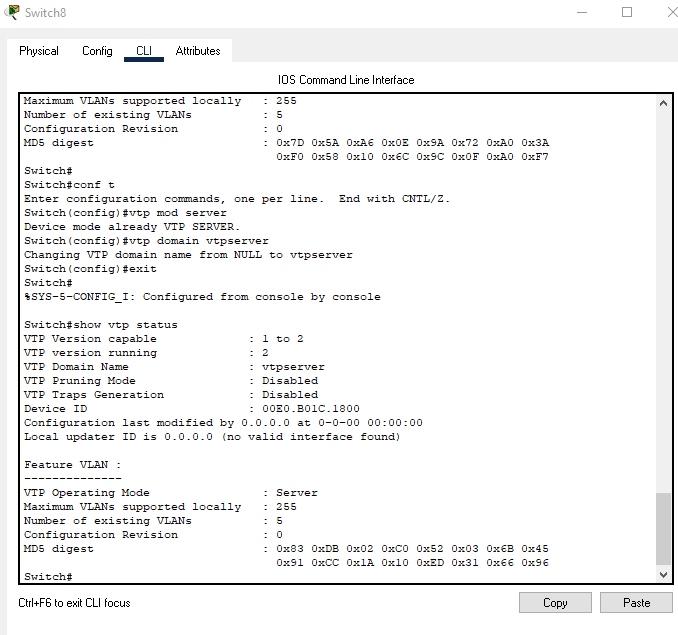 Switch8
Physical Config CLI Attributes
IOS Command Line Interface
Maximum VLANs supported locally : 255
Number of existing VLANs : 5
Configuration Revision : 0
MD5 digest : 0x7D 0x5A 0xA6 0x0E 0x9A 0x72 0xA0 0x3A
0xF0 0x58 0x10 0x6C 0x9C 0x0F 0xA0 0xF7
Switch#
Switch#conf t
Enter configuration commands, one per line. End with CNTL/Z.
Switch(config)#vtp mod server
Device mode already VTP SERVER.
Switch(config)#vtp domain vtpserver
Changing VTP domain name from NULL to vtpserver
Switch(config)#exit
Switch#
%SYS-5-CONFIG_I: Configured from console by console
Switch#show vtp status
VTP Version capable : 1 to 2
VTP version running : 2
VTP Domain Name : vtpserver
VTP Pruning Mode : Disabled
VTP Traps Generation : Disabled
Device ID : 00E0.B01C.1800
Configuration last modified by 0.0.0.0 at 0-0-00 00:00:00
Local updater ID is 0.0.0.0 (no valid interface found)
Feature VLAN :
--------------
VTP Operating Mode : Server
Maximum VLANs supported locally : 255
Number of existing VLANs : 5
Configuration Revision : 0
MD5 digest : 0x83 0xDB 0x02 0xC0 0x52 0x03 0x6B 0x45
0x91 0xCC 0x1A 0x10 0xED 0x31 0x66 0x96
Switch#
Ctrl+F6 to exit CLI focus
Copy Paste